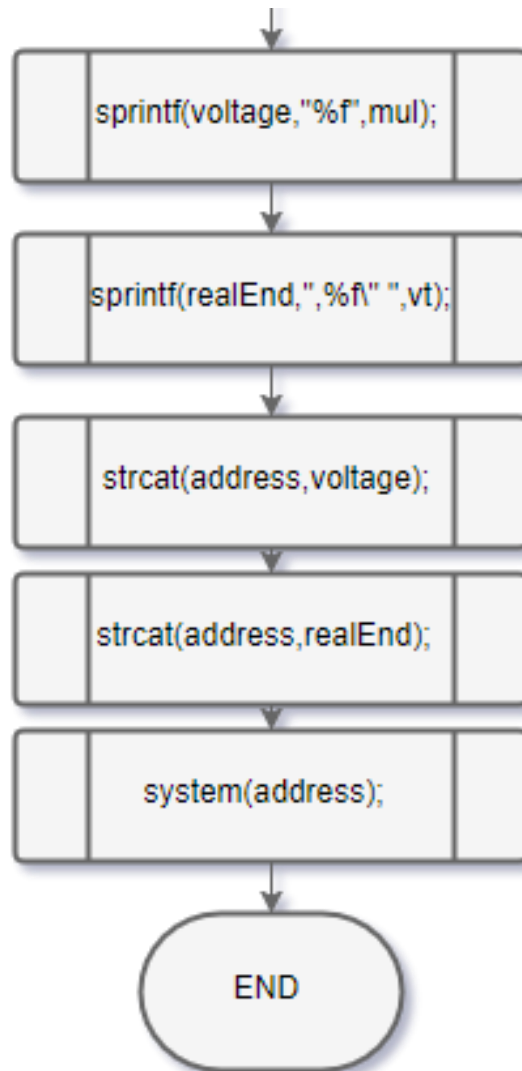 sprintf(voltage,"%f",mul);
sprintf(realEnd,",%f\" ",vt);
strcat(address,voltage);
strcat(address,realEnd);
system(address);
END